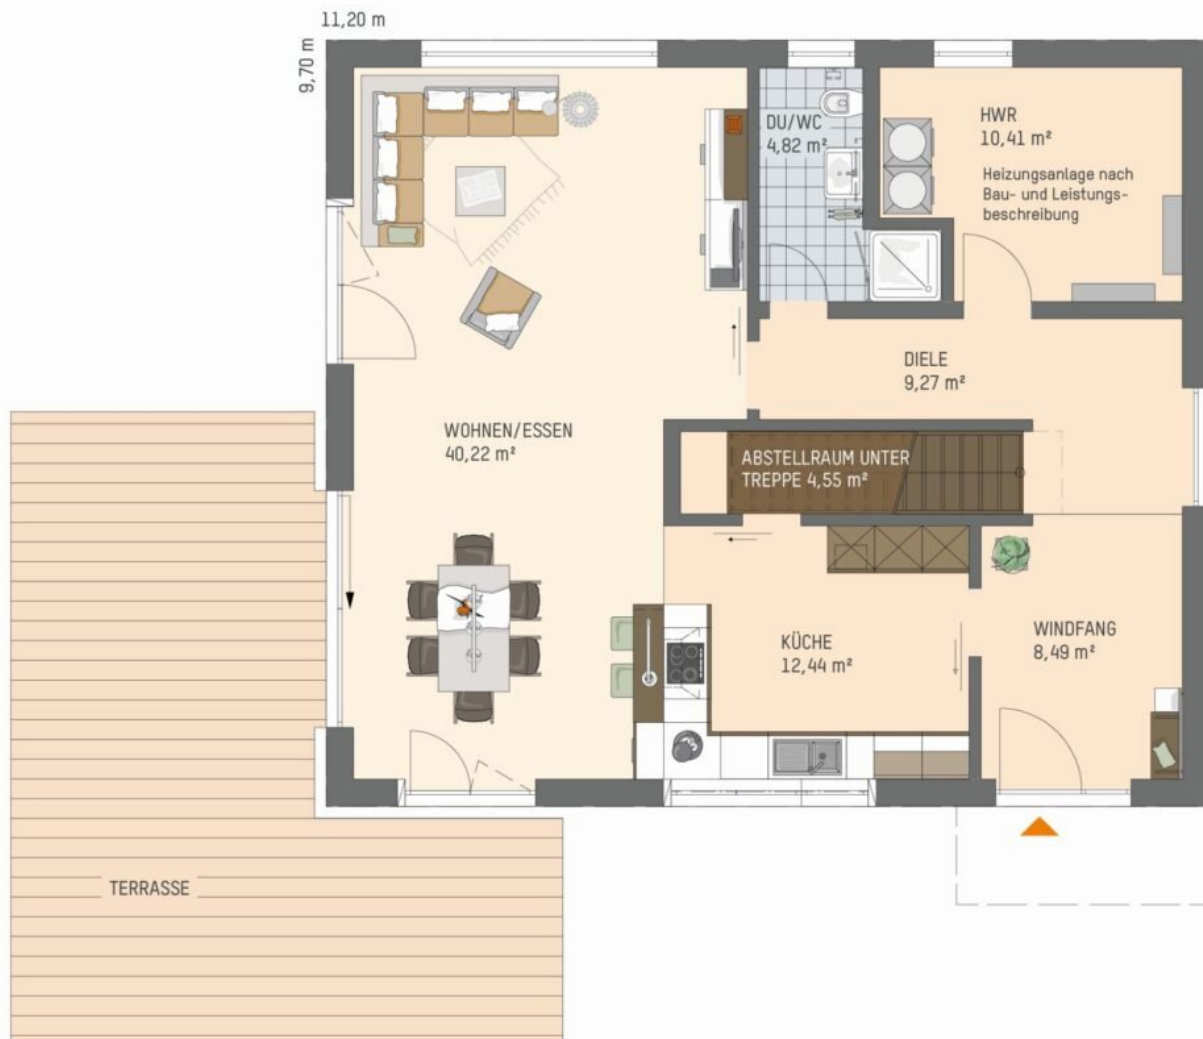 11,20 m
9,70 m
DU/WC
4,82 m²
HWR
10,41 m²
Heizungsanlage nach
Bau- und Leistungs-
beschreibung
DIELE
9,27 m²
WOHNEN/ESSEN
40,22 m²
ABSTELLRAUM UNTER
TREPPE 4,55 m²
KÜCHE
12,44 m²
WINDFANG
8,49 m²
TERRASSE